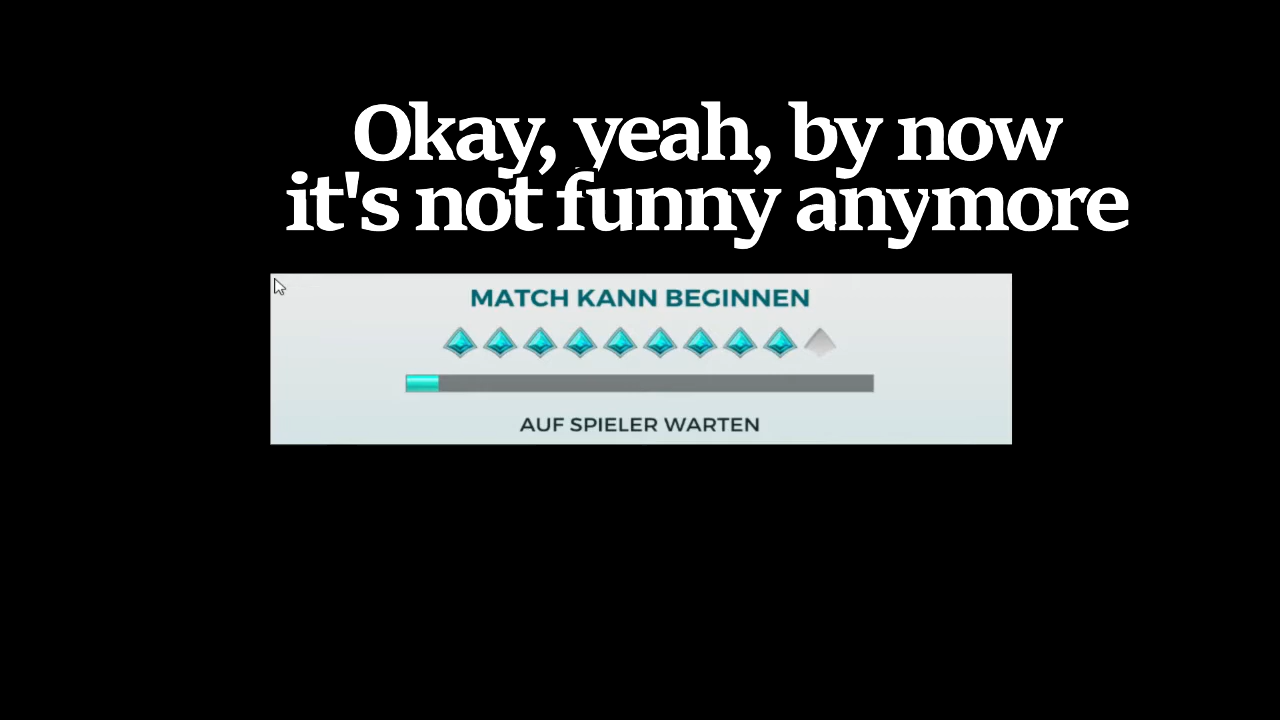 Okay, yeah, by now
it's not funny anymore
MATCH KANN BEGINNEN
AUF SPIELER WARTEN